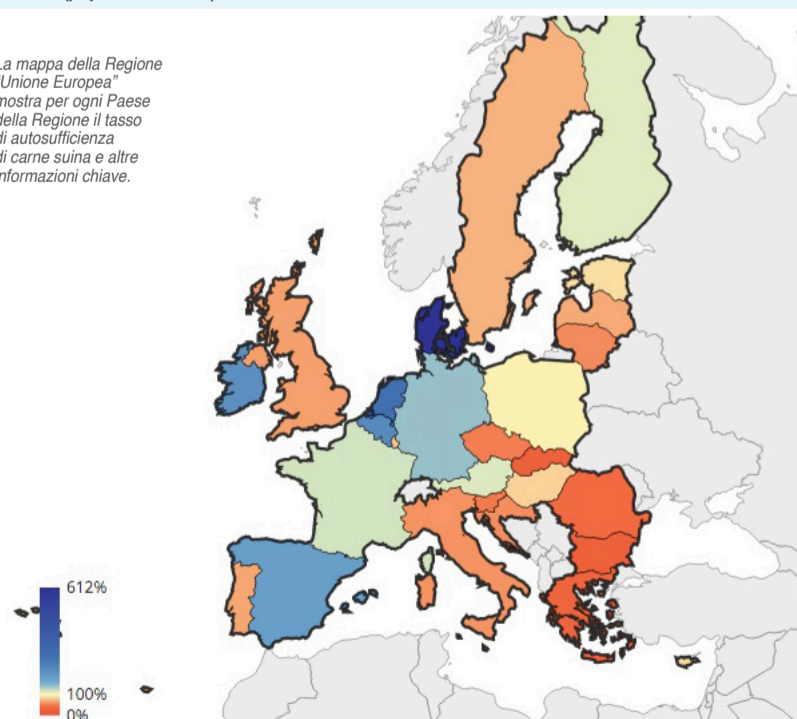 La mappa della Regione
"Unione Europea"
mostra per ogni Paese
della Regione il tasso
di autosufficienza
di carne suina e altre
informazioni chiave.
612%
100%
0%